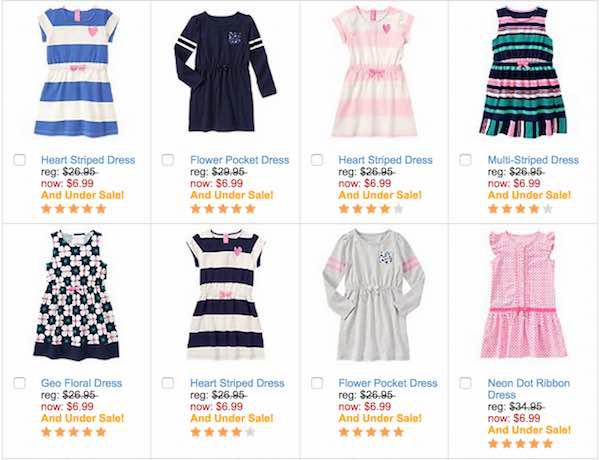 Heart Striped Dress
reg: $26.95
now: $6.99
And Under Sale!
Flower Pocket Dress
reg: $29.95
now: $6.99
And Under Sale!
Heart Striped Dress
reg: $26.95
now: $6.99
And Under Sale!
Multi-Striped Dress
reg: $26.95
now: $6.99
And Under Sale!
Geo Floral Dress
reg: $26.95
now: $6.99
And Under Sale!
Heart Striped Dress
reg: $26.95
now: $6.99
And Under Sale!
Flower Pocket Dress
reg: $26.95
now: $6.99
And Under Sale!
Neon Dot Ribbon
Dress
reg: $34.95
now: $6.99
And Under Sale!